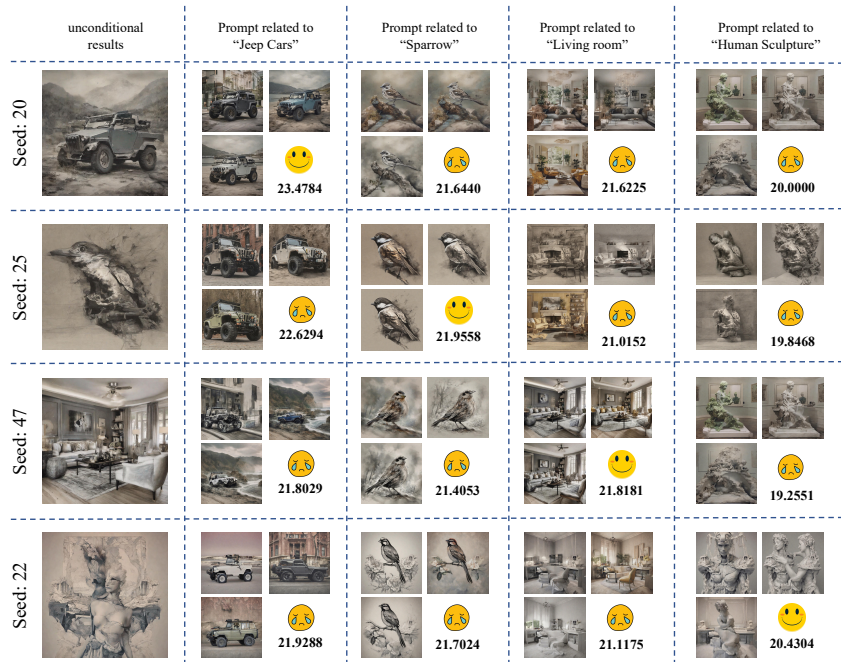 unconditional
results
Prompt related to
“Jeep Cars”
Prompt related to
“Sparrow”
Prompt related to
“Living room”
Prompt related to
“Human Sculpture”
Seed: 20
23.4784
21.6440
21.6225
20.0000
Seed: 25
22.6294
21.9558
21.0152
19.8468
Seed: 47
21.8029
21.4053
21.8181
19.2551
Seed: 22
21.9288
21.7024
21.1175
20.4304